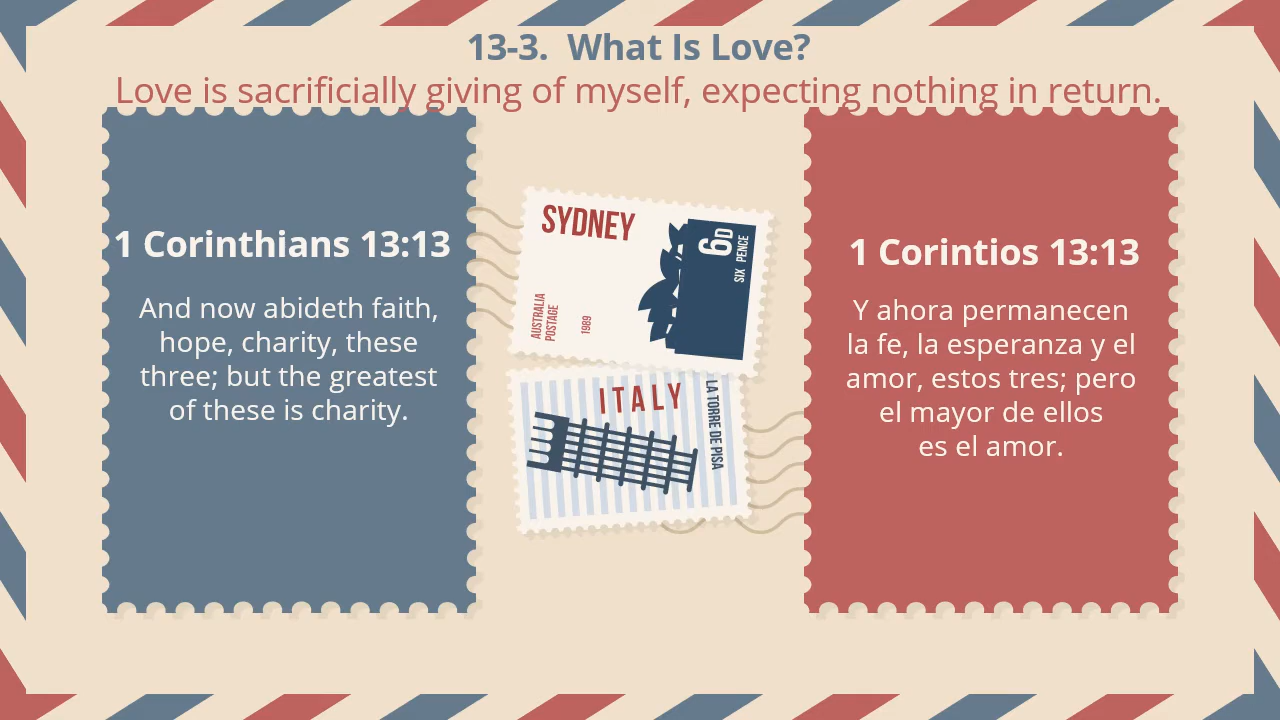 13-3.  What Is Love?
Love is sacrificially giving of myself, expecting nothing in return.
1 Corinthians 13:13
And now abideth faith,
hope, charity, these
three; but the greatest
of these is charity.
SYDNEY
6D
SIX PENCE
AUSTRALIA
POSTAGE
1989
ITALY
LA TORRE DE PISA
1 Corintios 13:13
Y ahora permanecen
la fe, la esperanza y el
amor, estos tres; pero
el mayor de ellos
es el amor.